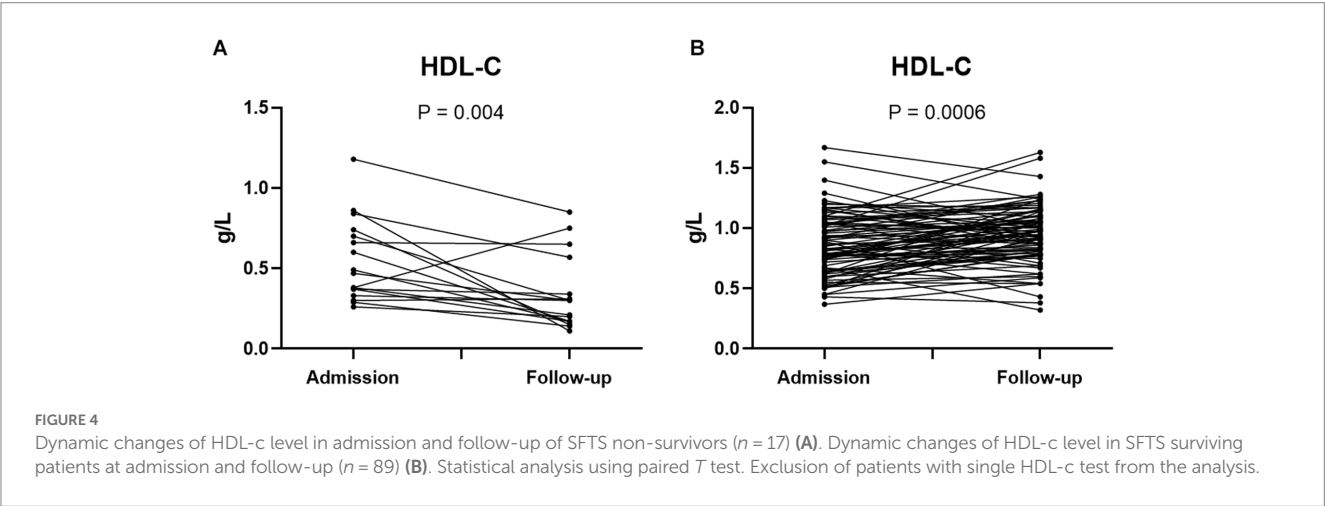 A
HDL-C
P = 0.004
g/L
1.5
1.0
0.5
0.0
Admission
Follow-up
B
HDL-C
P = 0.0006
g/L
2.0
1.5
1.0
0.5
0.0
Admission
Follow-up
FIGURE 4
Dynamic changes of HDL-c level in admission and follow-up of SFTS non-survivors (n = 17) (A). Dynamic changes of HDL-c level in SFTS surviving
patients at admission and follow-up (n = 89) (B). Statistical analysis using paired T test. Exclusion of patients with single HDL-c test from the analysis.